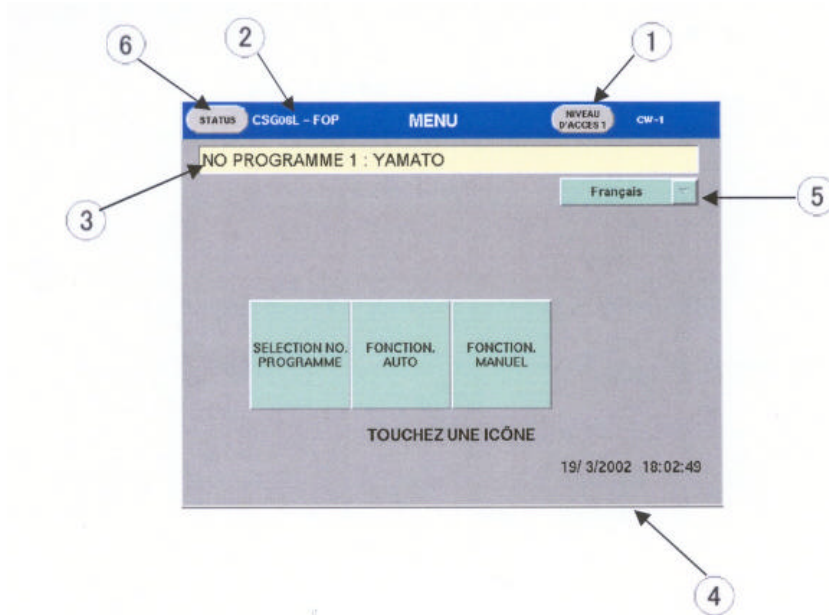 6 2 1
STATUS CSG08L – FOP MENU NIVEAU D'ACCES 1 CW-1
NO PROGRAMME 1 : YAMATO
3
Français
5
SELECTION NO. PROGRAMME
FONCTION. AUTO
FONCTION. MANUEL
TOUCHEZ UNE ICÔNE
19/ 3/2002 18:02:49
4